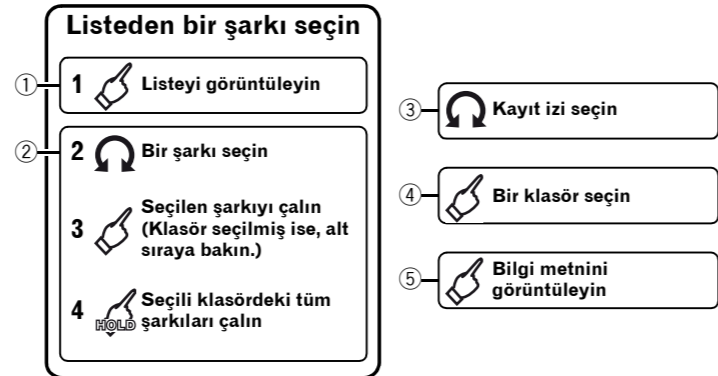 Listeden bir şarkı seçin
① 1 Listeyi görüntüleyin
② 2 Bir şarkı seçin
3 Seçilen şarkıyı çalın
(Klasör seçilmiş ise, alt
sıraya bakın.)
4 HOLD Seçili klasördeki tüm
şarkıları çalın
③ Kayıt izi seçin
④ Bir klasör seçin
⑤ Bilgi metnini
görüntüleyin